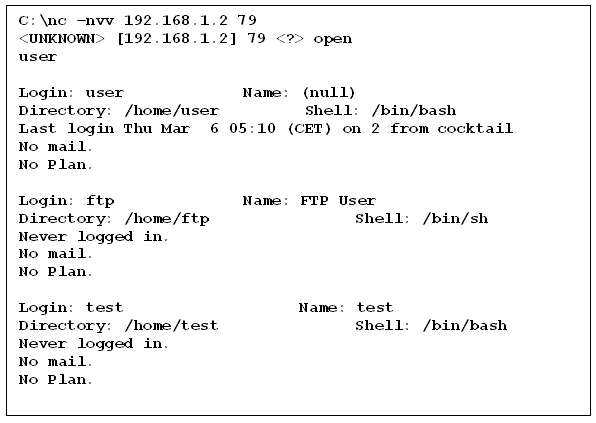 C:\nc -nvv 192.168.1.2 79
<UNKNOWN> [192.168.1.2] 79 <?> open
user
Login: user Name: (null)
Directory: /home/user Shell: /bin/bash
Last login Thu Mar 6 05:10 (CET) on 2 from cocktail
No mail.
No Plan.
Login: ftp Name: FTP User
Directory: /home/ftp Shell: /bin/sh
Never logged in.
No mail.
No Plan.
Login: test Name: test
Directory: /home/test Shell: /bin/bash
Never logged in.
No mail.
No Plan.